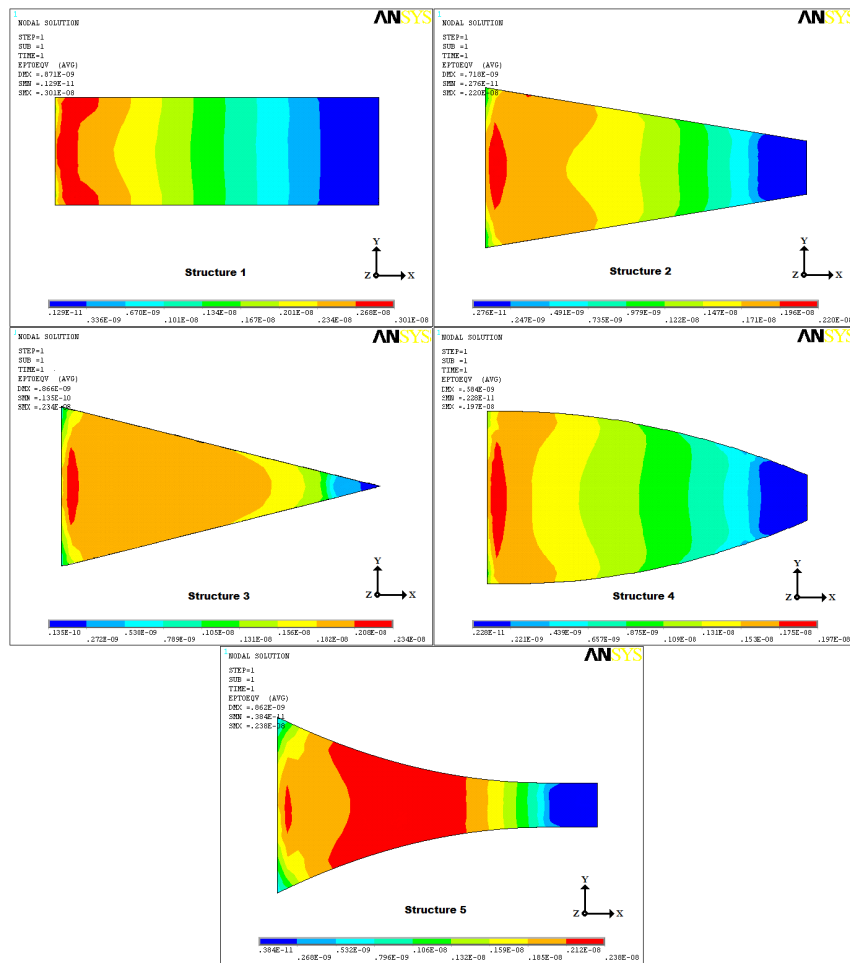 1
NODAL SOLUTION
ANSYS
STEP=1
SUB =1
TIME=1
EPTOEQV (AVG)
DMX =.871E-09
SMN =.129E-11
SMX =.301E-08
Structure 1
Y
Z X
.129E-11 .670E-09 .134E-08 .201E-08 .268E-08
.336E-09 .101E-08 .167E-08 .234E-08 .301E-08
1
NODAL SOLUTION
ANSYS
STEP=1
SUB =1
TIME=1
EPTOEQV (AVG)
DMX =.718E-09
SMN =.276E-11
SMX =.220E-08
Structure 2
Y
Z X
.276E-11 .491E-09 .979E-09 .147E-08 .196E-08
.247E-09 .735E-09 .122E-08 .171E-08 .220E-08
1
NODAL SOLUTION
ANSYS
STEP=1
SUB =1
TIME=1
EPTOEQV (AVG)
DMX =.866E-09
SMN =.135E-10
SMX =.234E-08
Structure 3
Y
Z X
.135E-10 .530E-09 .105E-08 .156E-08 .208E-08
.272E-09 .789E-09 .131E-08 .182E-08 .234E-08
1
NODAL SOLUTION
ANSYS
STEP=1
SUB =1
TIME=1
EPTOEQV (AVG)
DMX =.584E-09
SMN =.228E-11
SMX =.197E-08
Structure 4
Y
Z X
.228E-11 .439E-09 .875E-09 .131E-08 .175E-08
.221E-09 .657E-09 .109E-08 .153E-08 .197E-08
1
NODAL SOLUTION
ANSYS
STEP=1
SUB =1
TIME=1
EPTOEQV (AVG)
DMX =.862E-09
SMN =.384E-11
SMX =.238E-08
Structure 5
Y
Z X
.384E-11 .532E-09 .106E-08 .159E-08 .212E-08
.268E-09 .796E-09 .132E-08 .185E-08 .238E-08